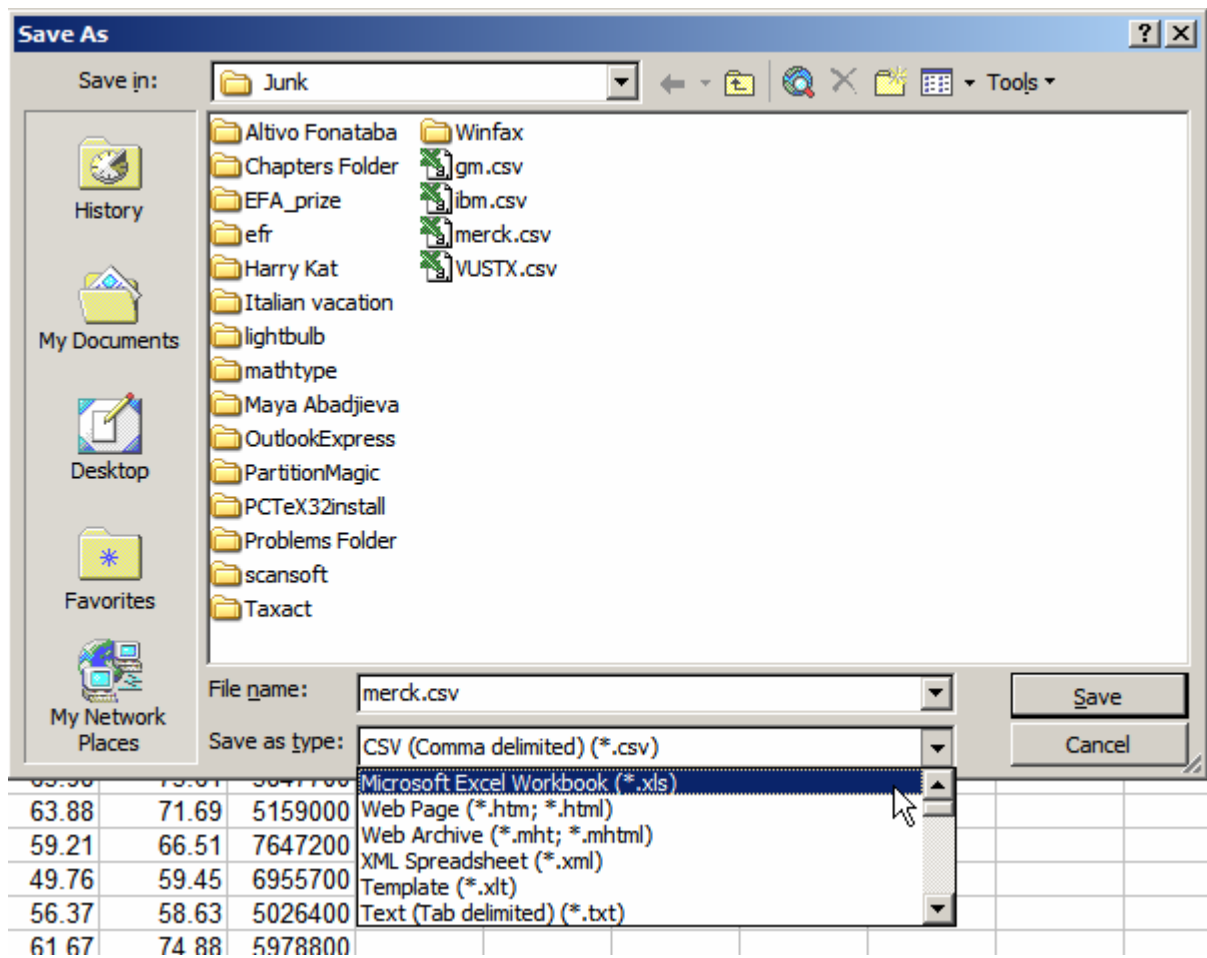 Save As
Save in:
Junk
Tools
History
My Documents
Desktop
Favorites
My Network
Places
Altivo Fonataba
Chapters Folder
EFA_prize
efr
Harry Kat
Italian vacation
lightbulb
mathtype
Maya Abadjieva
OutlookExpress
PartitionMagic
PCTeX32install
Problems Folder
scansoft
Taxact
Winfax
gm.csv
ibm.csv
merck.csv
VUSTX.csv
File name:
merck.csv
Save
Save as type:
CSV (Comma delimited) (*.csv)
Cancel
Microsoft Excel Workbook (*.xls)
Web Page (*.htm; *.html)
Web Archive (*.mht; *.mhtml)
XML Spreadsheet (*.xml)
Template (*.xlt)
Text (Tab delimited) (*.txt)
63.88 71.69 5159000
59.21 66.51 7647200
49.76 59.45 6955700
56.37 58.63 5026400
61.67 74.88 5978800